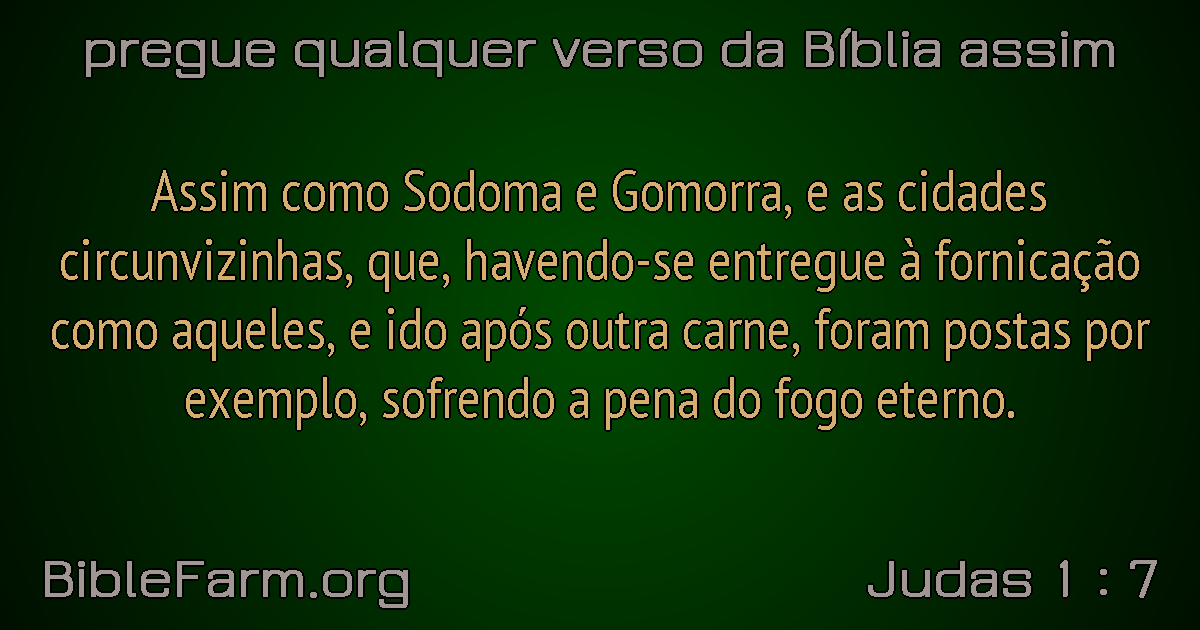 pregue qualquer verso da Bíblia assim
Assim como Sodoma e Gomorra, e as cidades
circunvizinhas, que, havendo-se entregue à fornicação
como aqueles, e ido após outra carne, foram postas por
exemplo, sofrendo a pena do fogo eterno.
BibleFarm.org
Judas 1 : 7